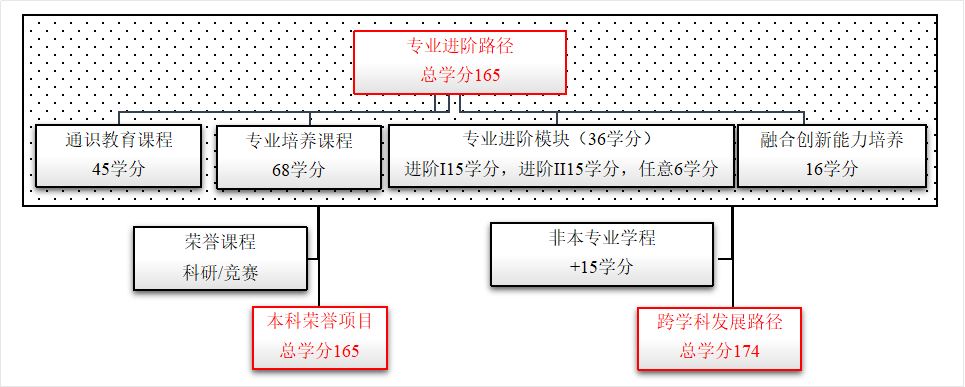 专业进阶路径
总学分165
通识教育课程
45学分
专业培养课程
68学分
专业进阶模块（36学分）
进阶I15学分，进阶II15学分，任意6学分
融合创新能力培养
16学分
荣誉课程
科研/竞赛
非本专业学程
+15学分
本科荣誉项目
总学分165
跨学科发展路径
总学分174